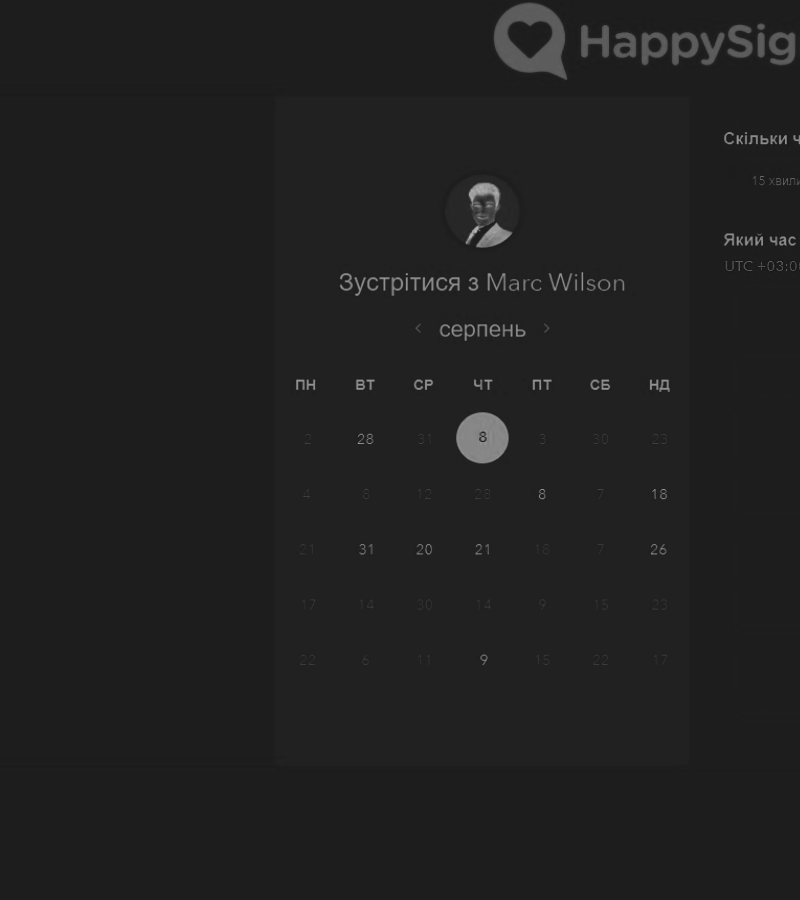 HappySig
Зустрітися з Marc Wilson
серпень
ПН ВТ СР ЧТ ПТ СБ НД
2 28 31 8 3 30 23
4 8 12 28 8 7 18
21 31 20 21 18 7 26
17 14 30 14 9 15 23
22 6 11 9 15 22 17
Скільки ч
15 хвили
Який час
UTC +03:00